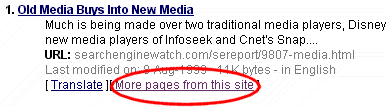 1. Old Media Buys Into New Media
Much is being made over two traditional media players, Disney
new media players of Infoseek and Cnet's Snap....
URL: searchenginewatch.com/sereport/9807-media.html
Last modified on: 8-Aug-1999 - 14K bytes - in English
[ Translate ] [ More pages from this site ]